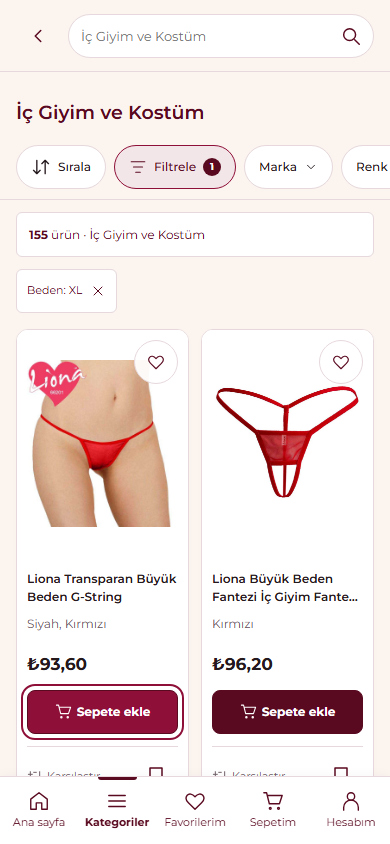 İç Giyim ve Kostüm
İç Giyim ve Kostüm
Sırala
Filtrele 1
Marka
Renk
155 ürün · İç Giyim ve Kostüm
Beden: XL
Liona
Liona Transparan Büyük
Beden G-String
Siyah, Kırmızı
₺93,60
Sepete ekle
Liona Büyük Beden
Fantezi İç Giyim Fante...
Kırmızı
₺96,20
Sepete ekle
Karşılaştır
Karşılaştır
Ana sayfa
Kategoriler
Favorilerim
Sepetim
Hesabım